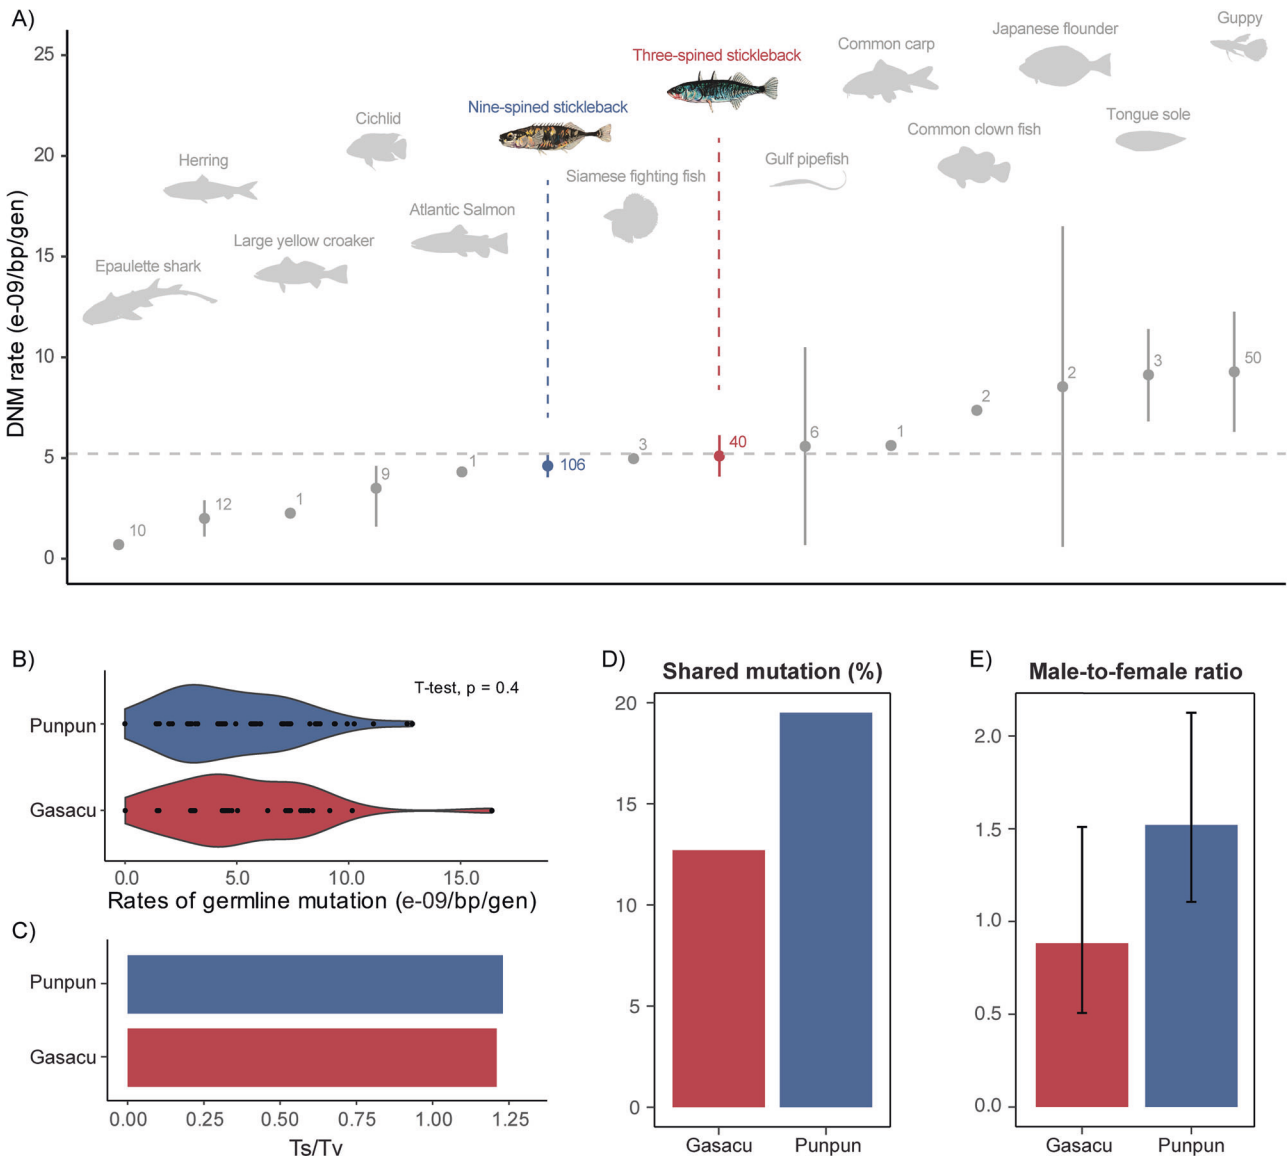 A)
DNM rate (e-09/bp/gen)
25
20
15
10
5
0
Guppy
Japanese flounder
Common carp
Three-spined stickleback
Nine-spined stickleback
Cichlid
Tongue sole
Common clown fish
Gulf pipefish
Herring
Siamese fighting fish
Atlantic Salmon
Large yellow croaker
Epaulette shark
10
12
1
9
1
106
3
40
6
1
2
2
3
50
B)
T-test, p = 0.4
Punpun
Gasacu
0.0 5.0 10.0 15.0
Rates of germline mutation (e-09/bp/gen)
C)
Punpun
Gasacu
0.00 0.25 0.50 0.75 1.00 1.25
Ts/Tv
D)
Shared mutation (%)
20
15
10
5
0
Gasacu Punpun
E)
Male-to-female ratio
2.0
1.5
1.0
0.5
0.0
Gasacu Punpun